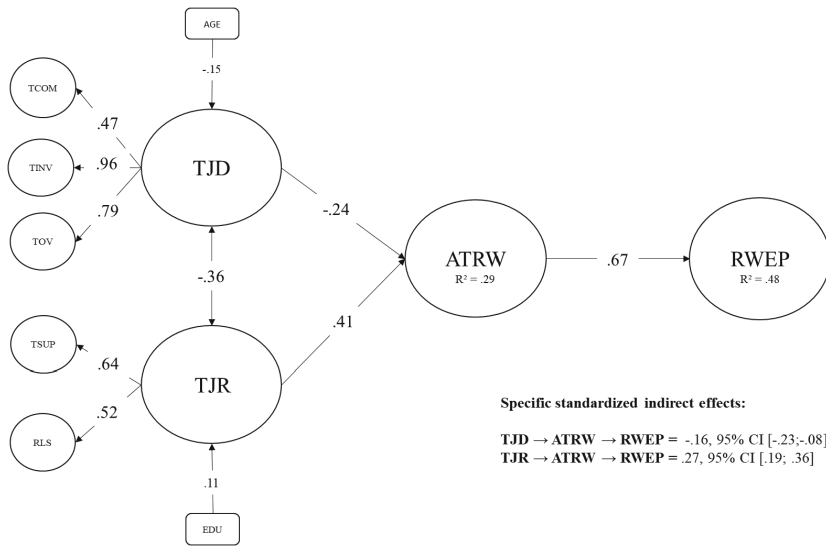 AGE
-.15
TCOM
.47
TINV
.96
TJD
.79
TOV
-.24
-.36
ATRW
R² = .29
.67
RWEP
R² = .48
.41
TSUP
.64
TJR
.52
RLS
.11
EDU
Specific standardized indirect effects:
TJD → ATRW → RWEP = -.16, 95% CI [-.23;-.08]
TJR → ATRW → RWEP = .27, 95% CI [.19; .36]